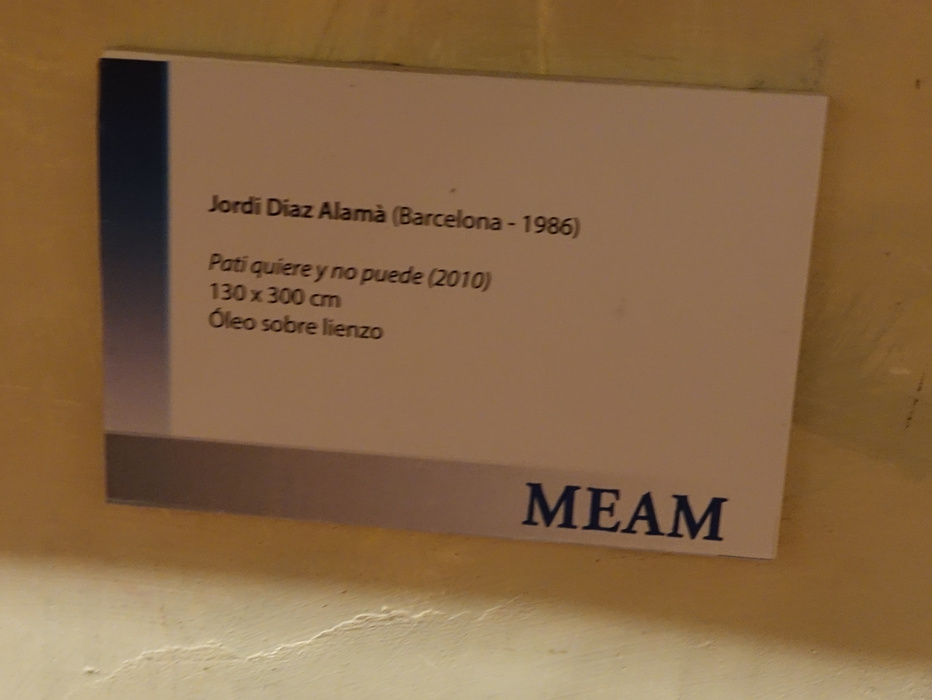 Jordi Díaz Alamà (Barcelona - 1986)
Pati quiere y no puede (2010)
130 x 300 cm
Óleo sobre lienzo
MEAM